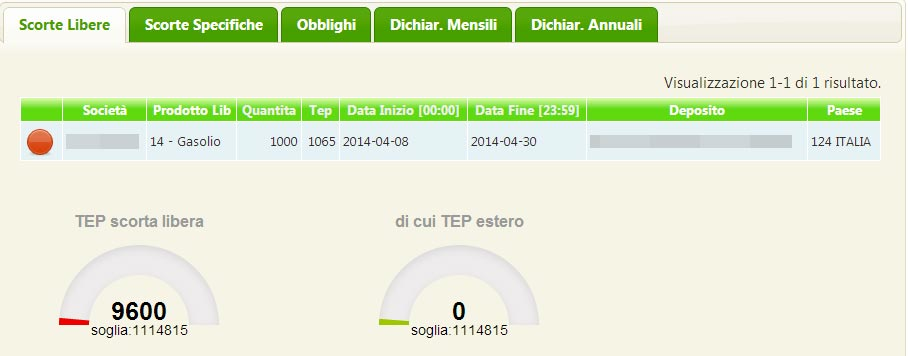 Scorte Libere Scorte Specifiche Obblighi Dichiar. Mensili Dichiar. Annuali
Visualizzazione 1-1 di 1 risultato.
Società Prodotto Lib Quantita Tep Data Inizio [00:00] Data Fine [23:59] Deposito Paese
14 - Gasolio 1000 1065 2014-04-08 2014-04-30 124 ITALIA
TEP scorta libera di cui TEP estero
9600 0
soglia:1114815 soglia:1114815